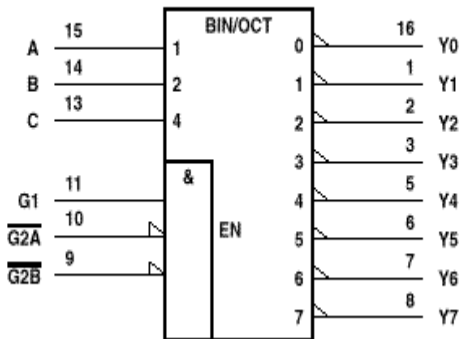 BIN/OCT
A 15 1 0 16 Y0
B 14 2 1 1 Y1
C 13 4 2 2 Y2
3 3 Y3
&
G1 11 4 5 Y4
G2A 10 EN 5 6 Y5
G2B 9 6 7 Y6
7 8 Y7